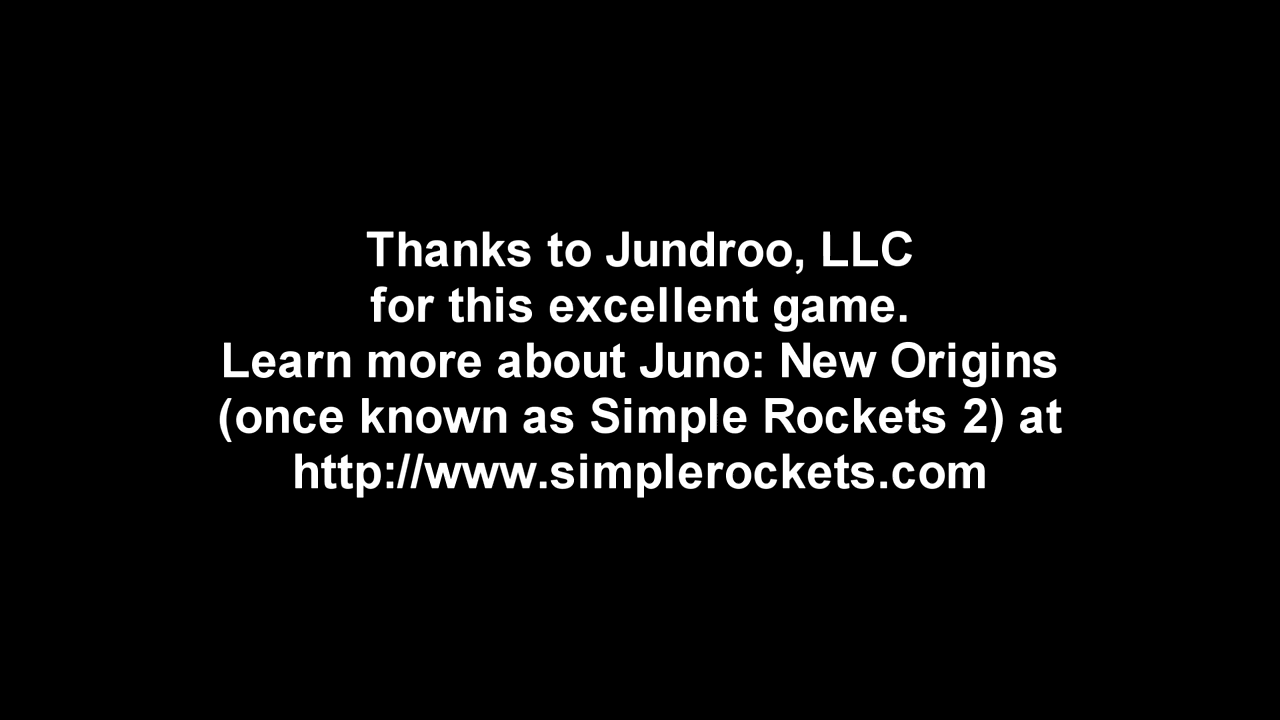 Thanks to Jundroo, LLC
for this excellent game.
Learn more about Juno: New Origins
(once known as Simple Rockets 2) at
http://www.simplerockets.com